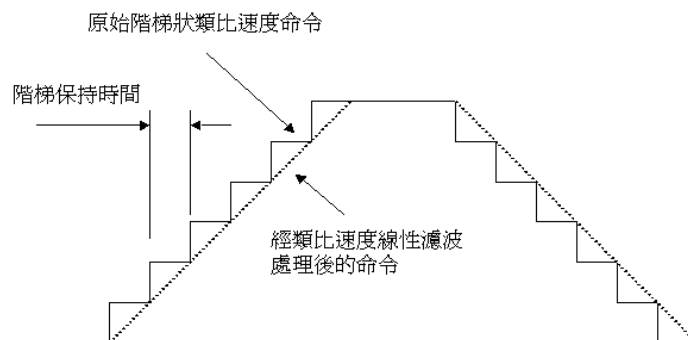 原始階梯狀類比速度命令
階梯保持時間
經類比速度線性濾波
處理後的命令